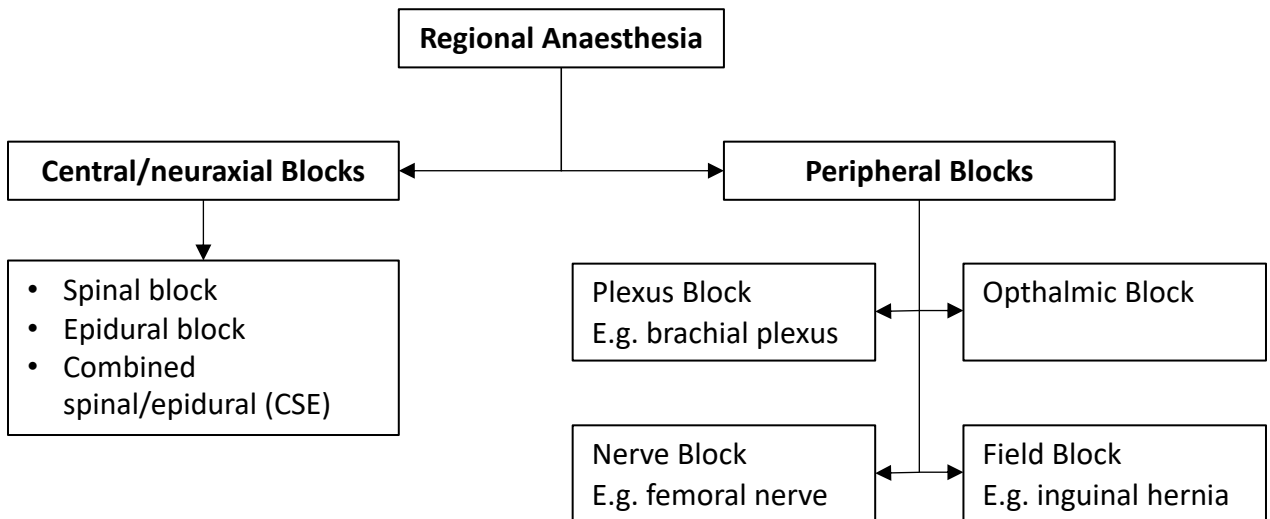 Regional Anaesthesia
Central/neuraxial Blocks
Peripheral Blocks
• Spinal block
• Epidural block
• Combined
spinal/epidural (CSE)
Plexus Block
E.g. brachial plexus
Opthalmic Block
Nerve Block
E.g. femoral nerve
Field Block
E.g. inguinal hernia